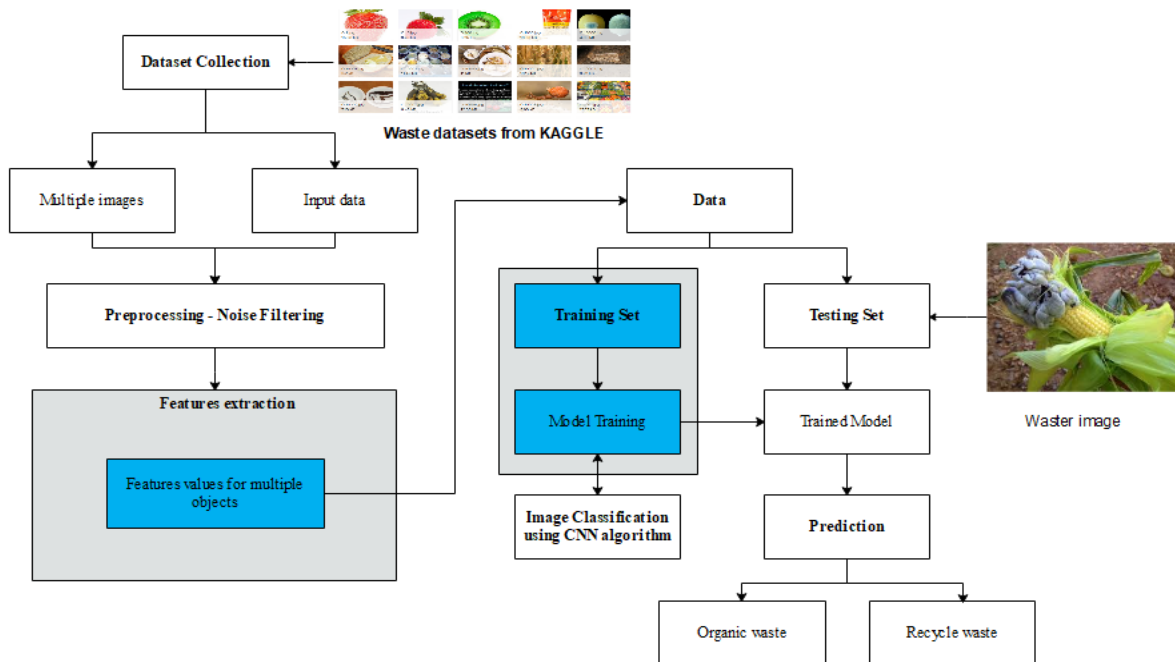 Dataset Collection
Waste datasets from KAGGLE
Multiple images
Input data
Data
Preprocessing - Noise Filtering
Training Set
Testing Set
Features extraction
Model Training
Trained Model
Waster image
Features values for multiple
objects
Image Classification
using CNN algorithm
Prediction
Organic waste
Recycle waste